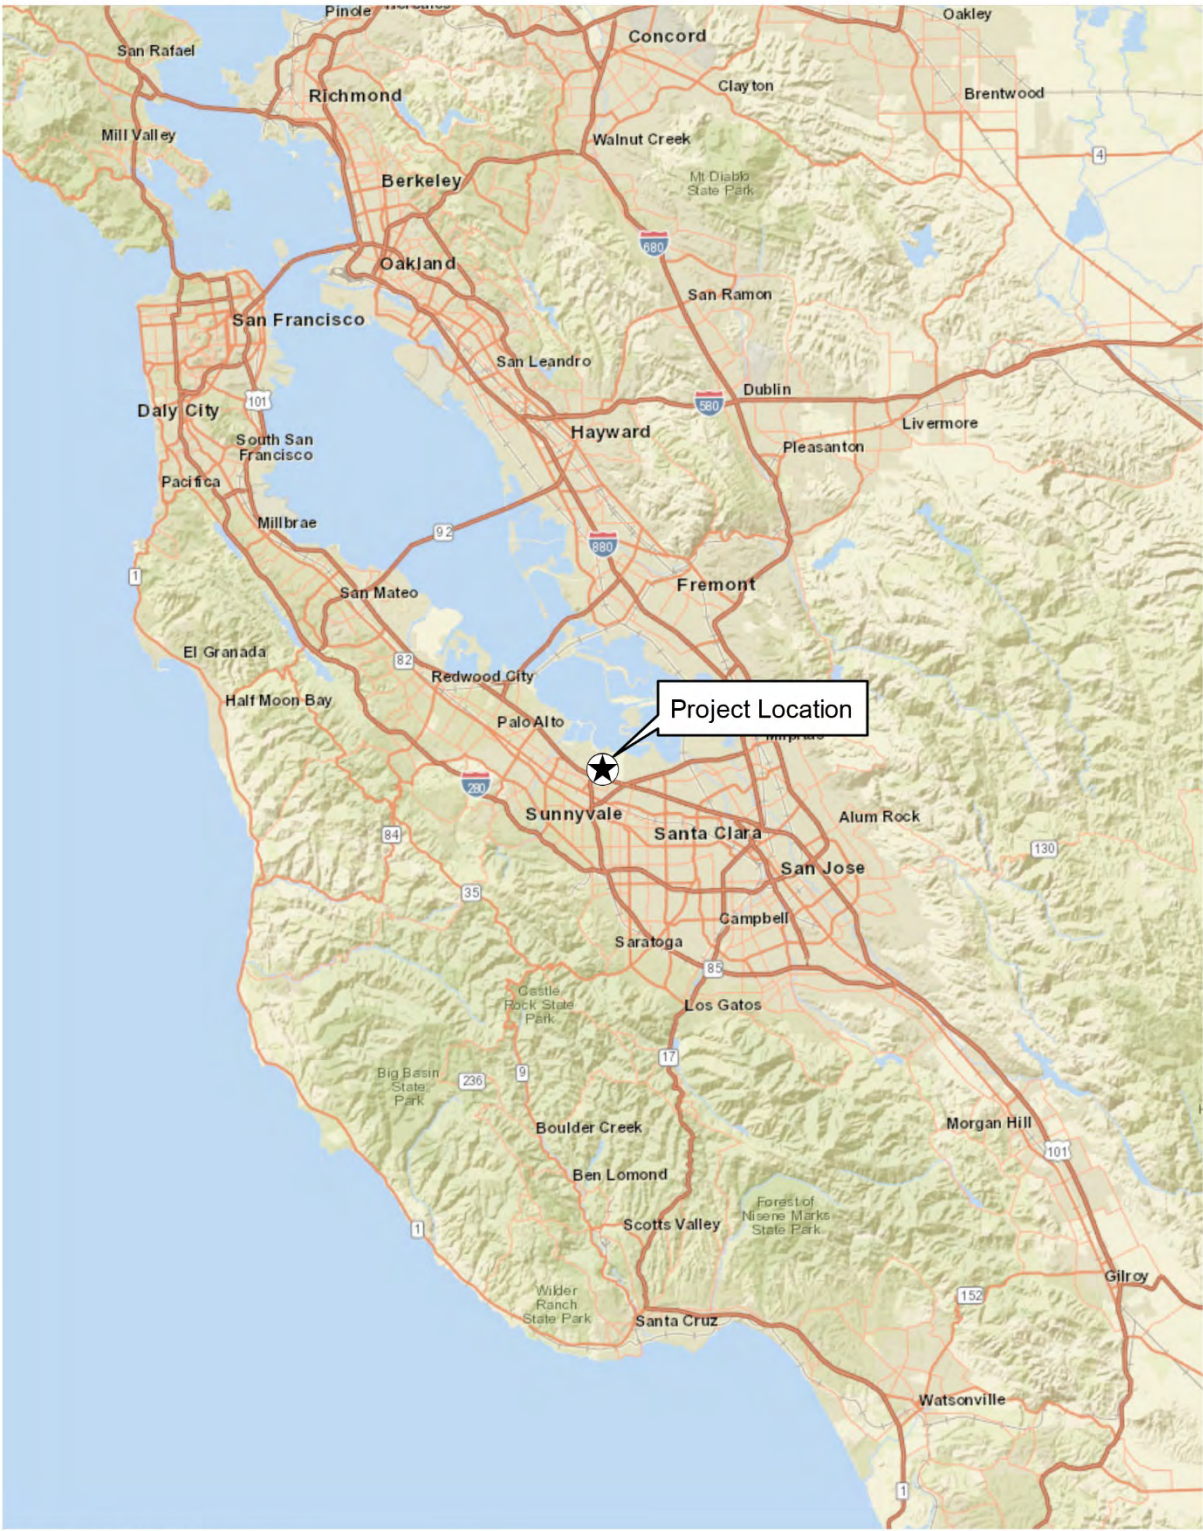 Pinole
Hercules
Oakley
San Rafael
Concord
Clayton
Richmond
Brentwood
Mill Valley
Walnut Creek
4
Berkeley
Mt Diablo
State Park
680
Oakland
San Ramon
San Francisco
San Leandro
Dublin
101
580
Daly City
Livermore
Hayward
South San
Francisco
Pleasanton
Pacifica
Millbrae
92
880
1
Fremont
San Mateo
El Granada
82
Redwood City
Half Moon Bay
Project Location
Palo Alto
Milpitas
280
Sunnyvale
Alum Rock
84
Santa Clara
130
San Jose
35
Campbell
Saratoga
85
Castle
Rock State
Park
Los Gatos
17
Big Basin
State
Park
236
9
Boulder Creek
Morgan Hill
101
Ben Lomond
Forest of
Nisene Marks
State Park
1
Scotts Valley
Gilroy
Wilder
Ranch
State Park
152
Santa Cruz
Watsonville
1